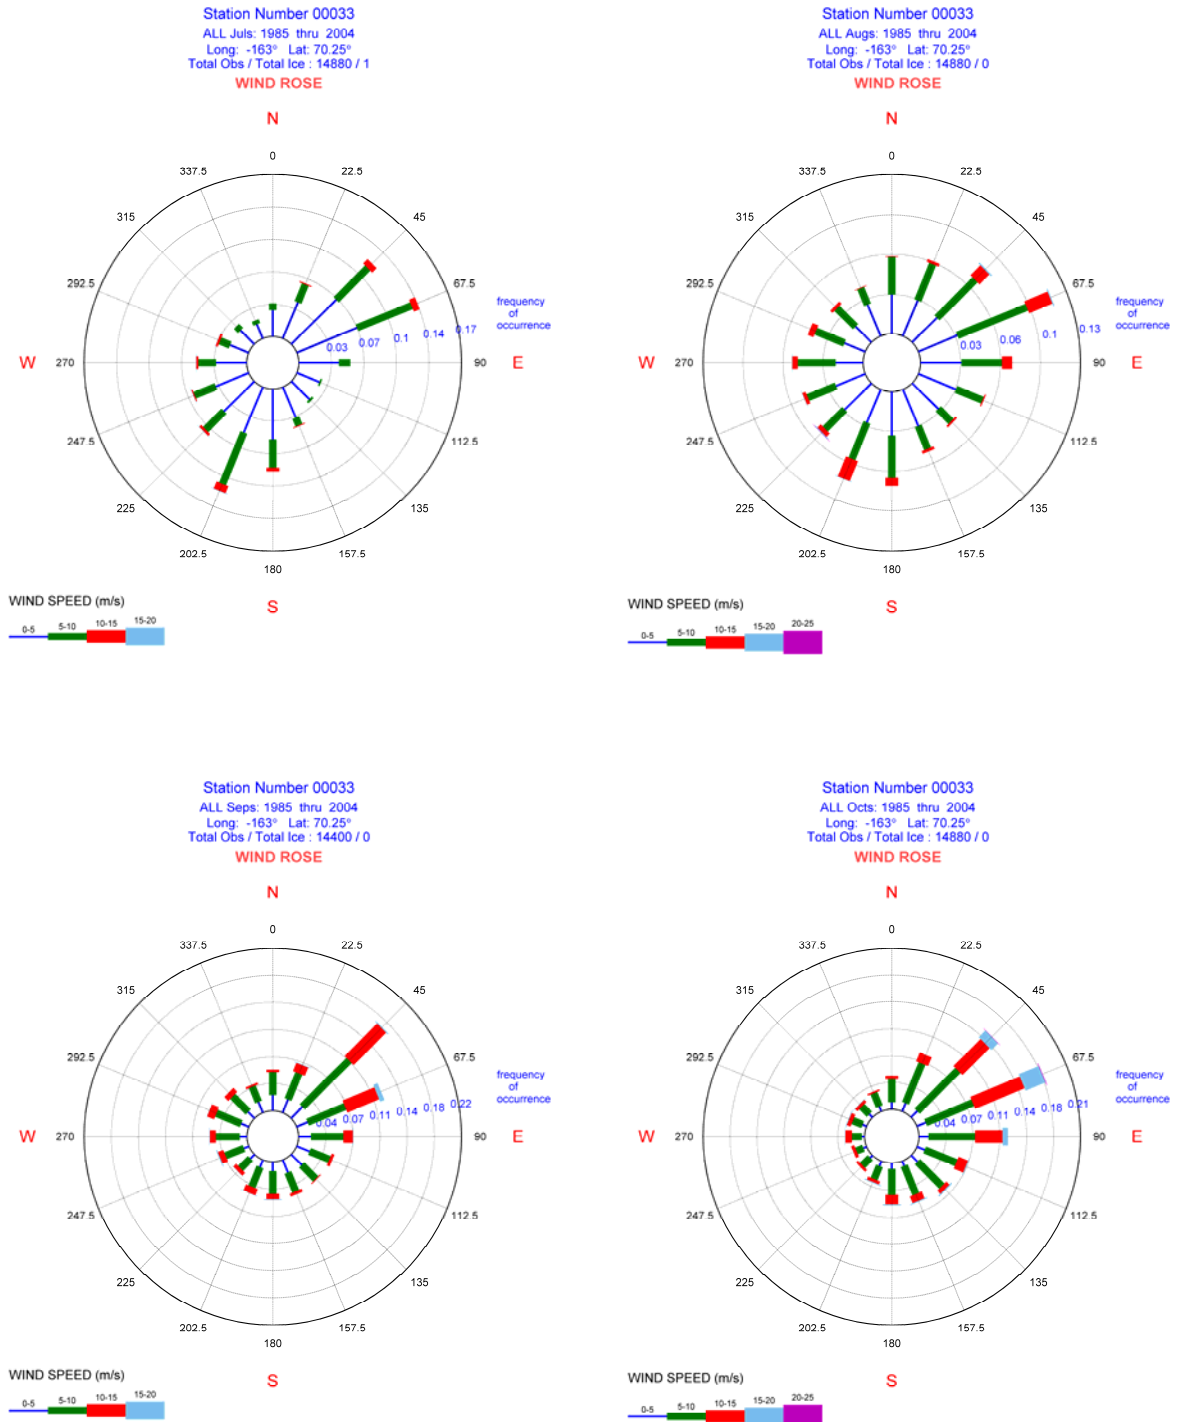 Station Number 00033
ALL Juls: 1985 thru 2004
Long: -163° Lat: 70.25°
Total Obs / Total Ice : 14880 / 1
WIND ROSE
N
0
337.5
22.5
315
45
292.5
67.5
frequency
of
occurrence
0.03 0.07 0.1 0.14 0.17
W
270
90
E
247.5
112.5
225
135
202.5
157.5
180
S
WIND SPEED (m/s)
0-5 5-10 10-15 15-20
Station Number 00033
ALL Augs: 1985 thru 2004
Long: -163° Lat: 70.25°
Total Obs / Total Ice : 14880 / 0
WIND ROSE
N
0
337.5
22.5
315
45
292.5
67.5
frequency
of
occurrence
0.03 0.06 0.1 0.13
W
270
90
E
247.5
112.5
225
135
202.5
157.5
180
S
WIND SPEED (m/s)
0-5 5-10 10-15 15-20 20-25
Station Number 00033
ALL Seps: 1985 thru 2004
Long: -163° Lat: 70.25°
Total Obs / Total Ice : 14400 / 0
WIND ROSE
N
0
337.5
22.5
315
45
292.5
67.5
frequency
of
occurrence
0.04 0.07 0.11 0.14 0.18 0.22
W
270
90
E
247.5
112.5
225
135
202.5
157.5
180
S
WIND SPEED (m/s)
0-5 5-10 10-15 15-20
Station Number 00033
ALL Octs: 1985 thru 2004
Long: -163° Lat: 70.25°
Total Obs / Total Ice : 14880 / 0
WIND ROSE
N
0
337.5
22.5
315
45
292.5
67.5
frequency
of
occurrence
0.04 0.07 0.11 0.14 0.18 0.21
W
270
90
E
247.5
112.5
225
135
202.5
157.5
180
S
WIND SPEED (m/s)
0-5 5-10 10-15 15-20 20-25